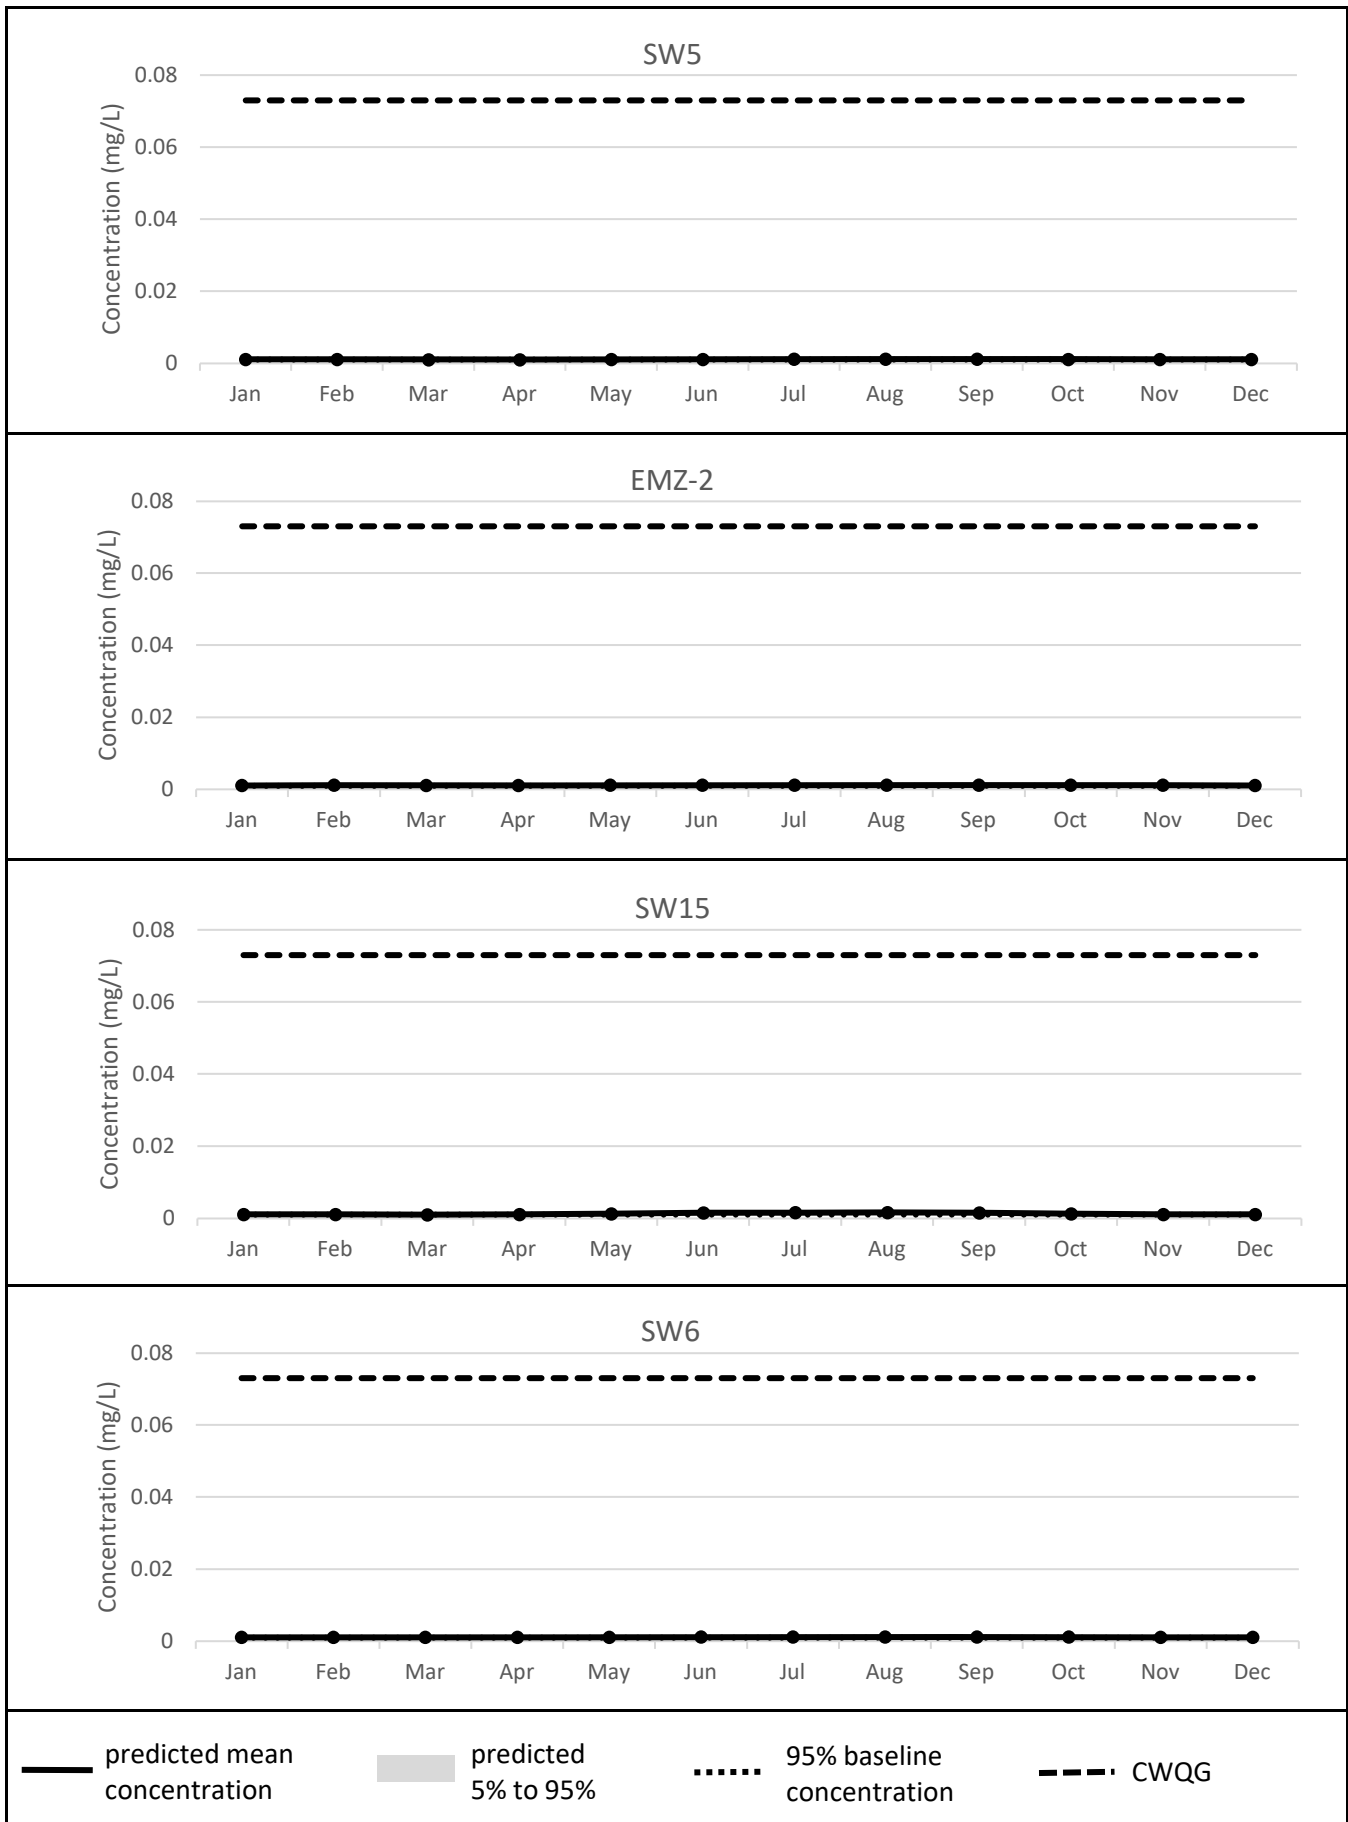 SW5
Concentration (mg/L)
0.08
0.06
0.04
0.02
0
Jan Feb Mar Apr May Jun Jul Aug Sep Oct Nov Dec
EMZ-2
Concentration (mg/L)
0.08
0.06
0.04
0.02
0
Jan Feb Mar Apr May Jun Jul Aug Sep Oct Nov Dec
SW15
Concentration (mg/L)
0.08
0.06
0.04
0.02
0
Jan Feb Mar Apr May Jun Jul Aug Sep Oct Nov Dec
SW6
Concentration (mg/L)
0.08
0.06
0.04
0.02
0
Jan Feb Mar Apr May Jun Jul Aug Sep Oct Nov Dec
predicted mean
concentration
predicted
5% to 95%
95% baseline
concentration
CWQG